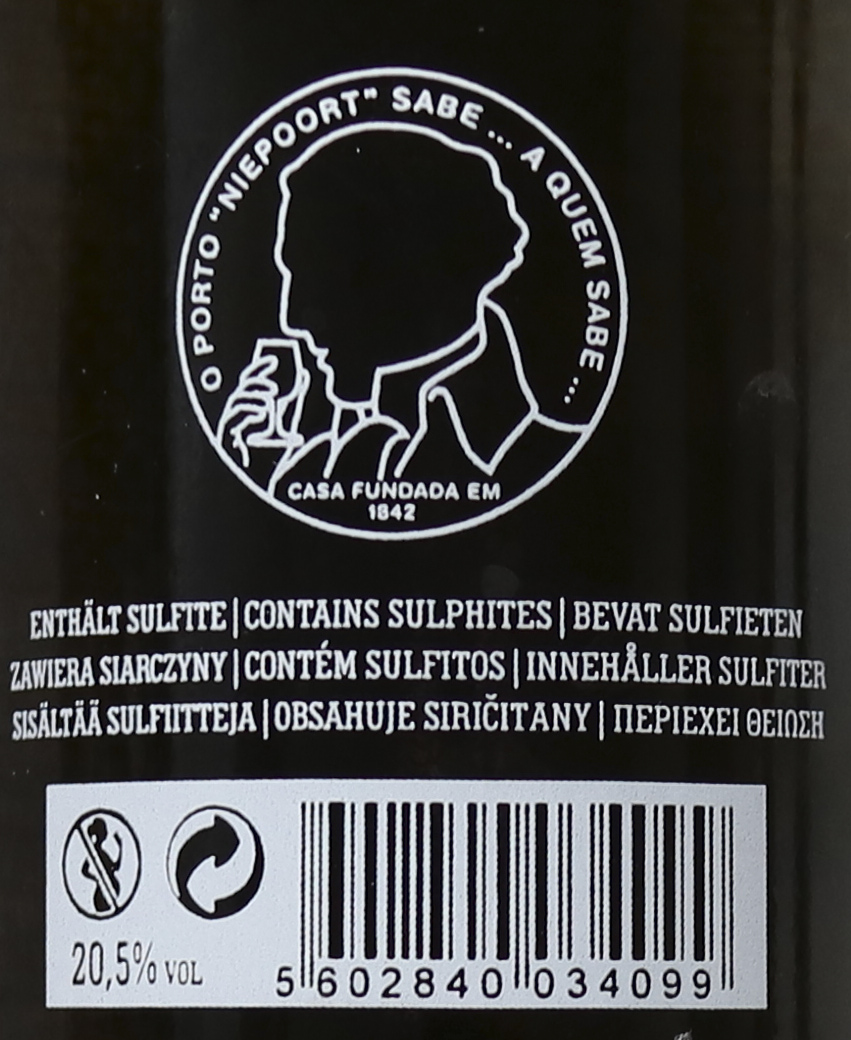 O PORTO "NIEPOORT" SABE ... A QUEM SABE ...
CASA FUNDADA EM
1842
ENTHÄLT SULFITE | CONTAINS SULPHITES | BEVAT SULFIETEN
ZAWIERA SIARCZYNY | CONTÉM SULFITOS | INNEHÅLLER SULFITER
SISÄLTÄÄ SULFIITTEJA | OBSAHUJE SIRIČITANY | ΠΕΡΙΕΧΕΙ ΘΕΙΩΣΗ
20,5% VOL
5 602840 034099